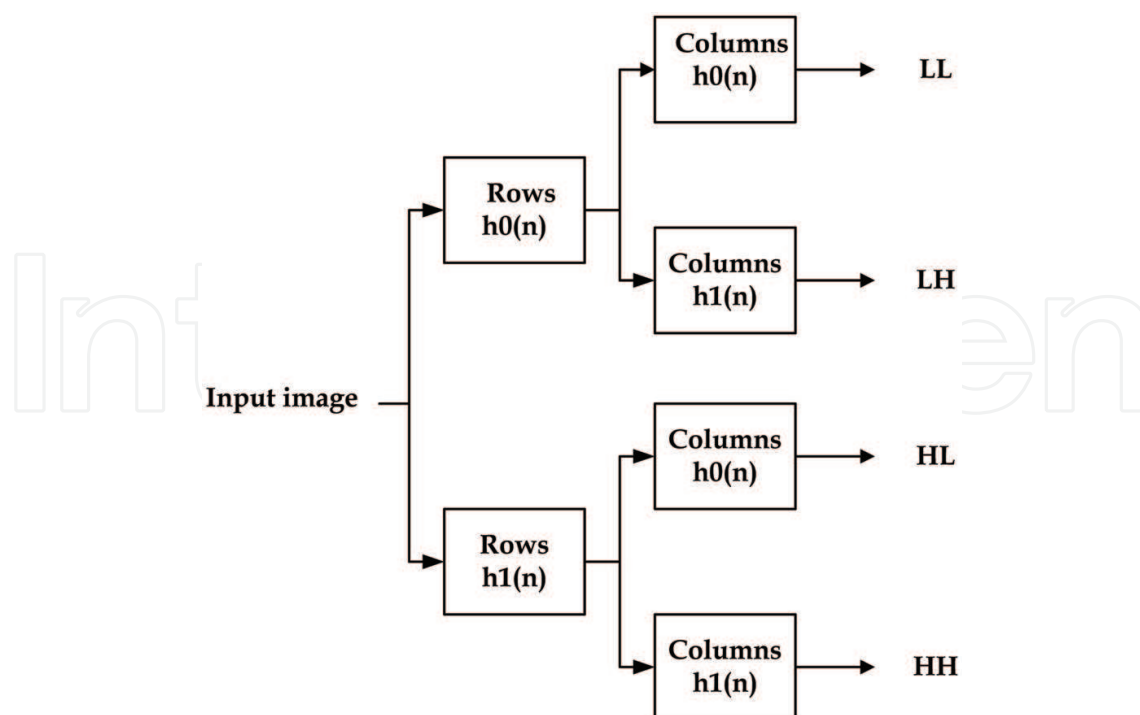 Columns
h0(n)
LL
Rows
h0(n)
Columns
h1(n)
LH
Input image
Columns
h0(n)
HL
Rows
h1(n)
Columns
h1(n)
HH